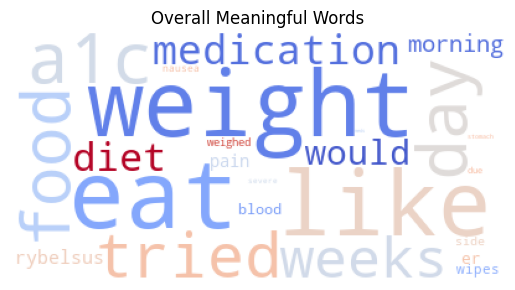 Overall Meaningful Words
a1c medication morning
nausea
weight
food
day
diet weighed would
pain
stomach
due
severe
eat like
blood
tried weeks side
rybelsus er
wipes